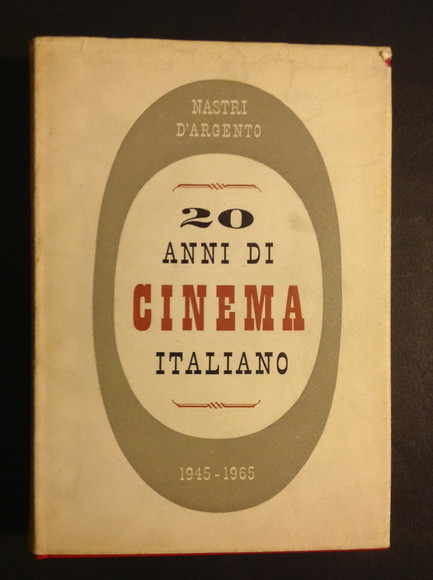 NASTRI
D'ARGENTO
20
ANNI DI
CINEMA
ITALIANO
1945-1965